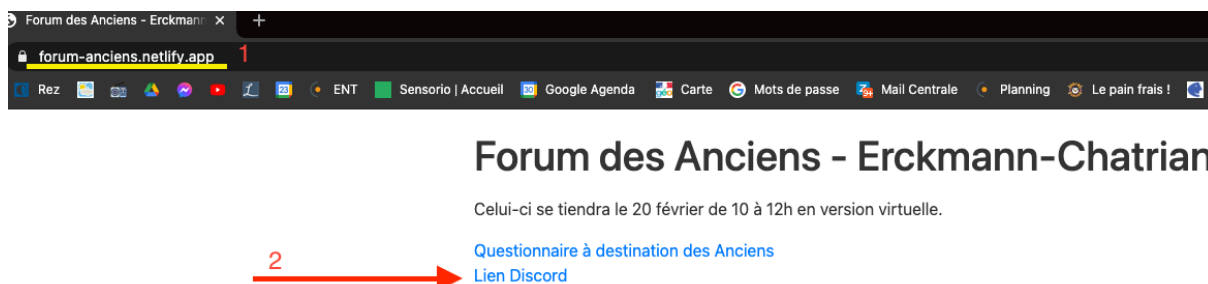 Forum des Anciens - Erckmann
forum-anciens.netlify.app 1
Rez 23 ENT Sensorio | Accueil 30 Google Agenda Carte Mots de passe Mail Centrale Planning Le pain frais !
Forum des Anciens - Erckmann-Chatrian
Celui-ci se tiendra le 20 février de 10 à 12h en version virtuelle.
Questionnaire à destination des Anciens
2
Lien Discord